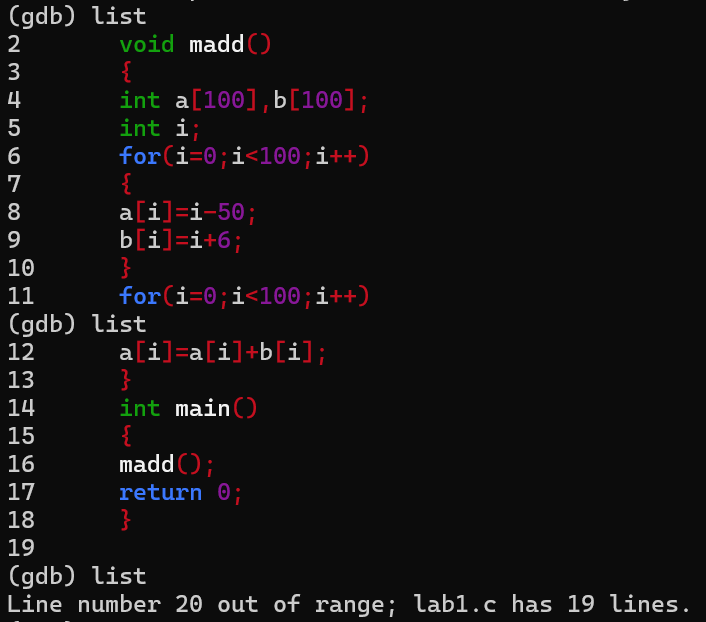 (gdb) list
2       void madd()
3       {
4       int a[100],b[100];
5       int i;
6       for(i=0;i<100;i++)
7       {
8       a[i]=i-50;
9       b[i]=i+6;
10      }
11      for(i=0;i<100;i++)
(gdb) list
12      a[i]=a[i]+b[i];
13      }
14      int main()
15      {
16      madd();
17      return 0;
18      }
19
(gdb) list
Line number 20 out of range; lab1.c has 19 lines.